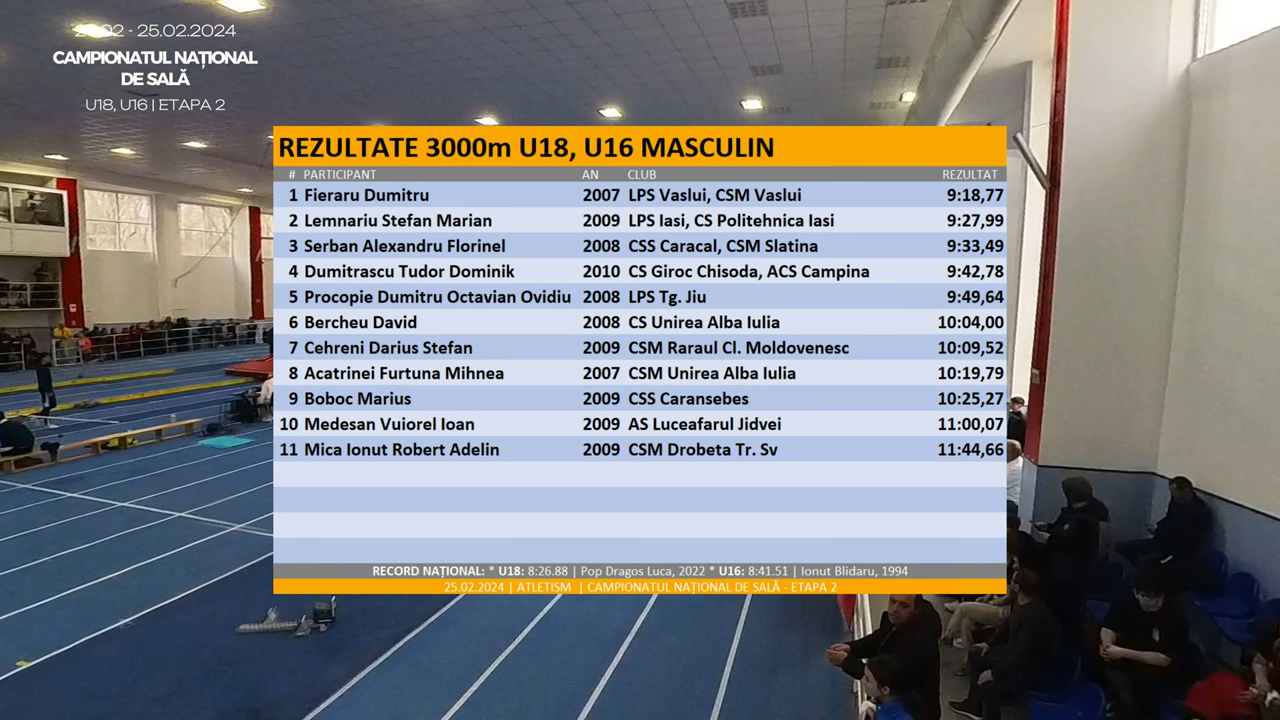 02 - 25.02.2024
CAMPIONATUL NAȚIONAL
DE SALĂ
U18, U16 | ETAPA 2
REZULTATE 3000m U18, U16 MASCULIN
# PARTICIPANT AN CLUB REZULTAT
1 Fieraru Dumitru 2007 LPS Vaslui, CSM Vaslui 9:18,77
2 Lemnariu Stefan Marian 2009 LPS Iasi, CS Politehnica Iasi 9:27,99
3 Serban Alexandru Florinel 2008 CSS Caracal, CSM Slatina 9:33,49
4 Dumitrascu Tudor Dominik 2010 CS Giroc Chisoda, ACS Campina 9:42,78
5 Procopie Dumitru Octavian Ovidiu 2008 LPS Tg. Jiu 9:49,64
6 Bercheu David 2008 CS Unirea Alba Iulia 10:04,00
7 Cehreni Darius Stefan 2009 CSM Raraul Cl. Moldovenesc 10:09,52
8 Acatrinei Furtuna Mihnea 2007 CSM Unirea Alba Iulia 10:19,79
9 Boboc Marius 2009 CSS Caransebes 10:25,27
10 Medesan Vuiorel Ioan 2009 AS Luceafarul Jidvei 11:00,07
11 Mica Ionut Robert Adelin 2009 CSM Drobeta Tr. Sv 11:44,66
RECORD NAȚIONAL: * U18: 8:26.88 | Pop Dragos Luca, 2022 * U16: 8:41.51 | Ionut Blidaru, 1994
25.02.2024 | ATLETISM | CAMPIONATUL NAȚIONAL DE SALĂ - ETAPA 2